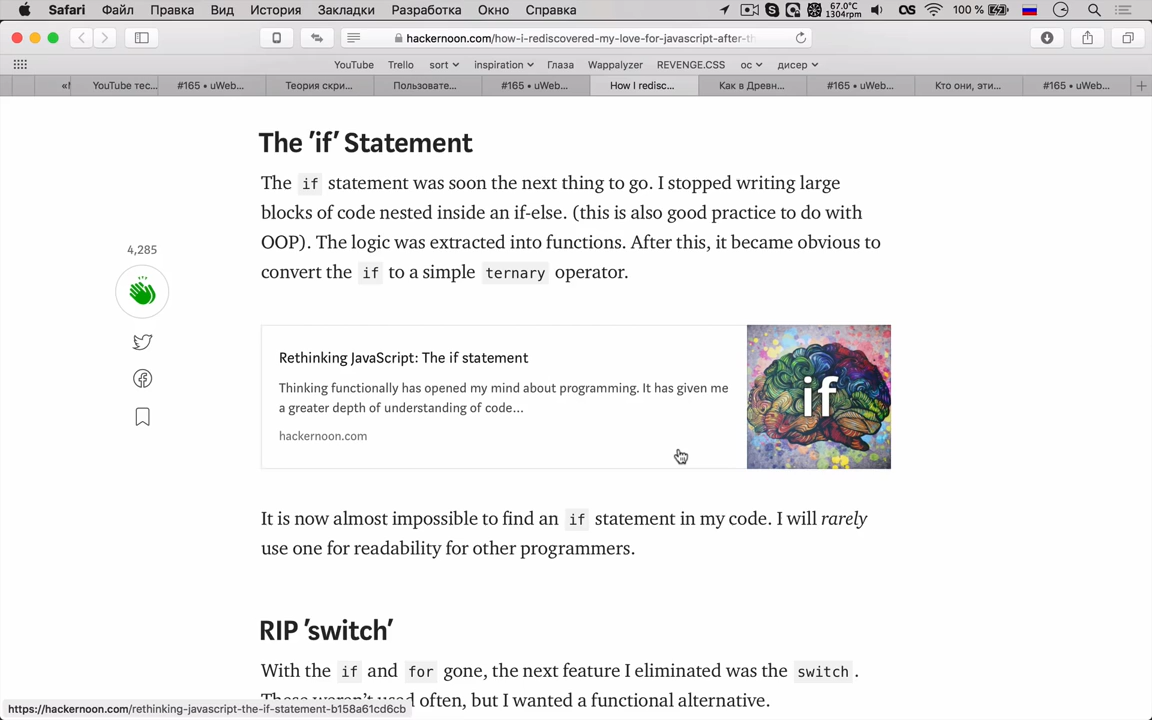 Safari Файл Правка Вид История Закладки Разработка Окно Справка 67.0°C 1304rpm 100 %
hackernoon.com/how-i-rediscovered-my-love-for-javascript-after-th
YouTube Trello sort inspiration Глаза Wappalyzer REVENGE.CSS ос дисер
YouTube тес... #165 • uWeb... Теория скри... Пользовате... #165 • uWeb... How I redisc... Как в Древн... #165 • uWeb... Кто они, эти... #165 • uWeb...
The 'if' Statement
The if statement was soon the next thing to go. I stopped writing large
blocks of code nested inside an if-else. (this is also good practice to do with
OOP). The logic was extracted into functions. After this, it became obvious to
convert the if to a simple ternary operator.
4,285
Rethinking JavaScript: The if statement
Thinking functionally has opened my mind about programming. It has given me
a greater depth of understanding of code...
hackernoon.com
if
It is now almost impossible to find an if statement in my code. I will rarely
use one for readability for other programmers.
RIP 'switch'
With the if and for gone, the next feature I eliminated was the switch.
These weren't used often, but I wanted a functional alternative.
https://hackernoon.com/rethinking-javascript-the-if-statement-b158a61cd6cb